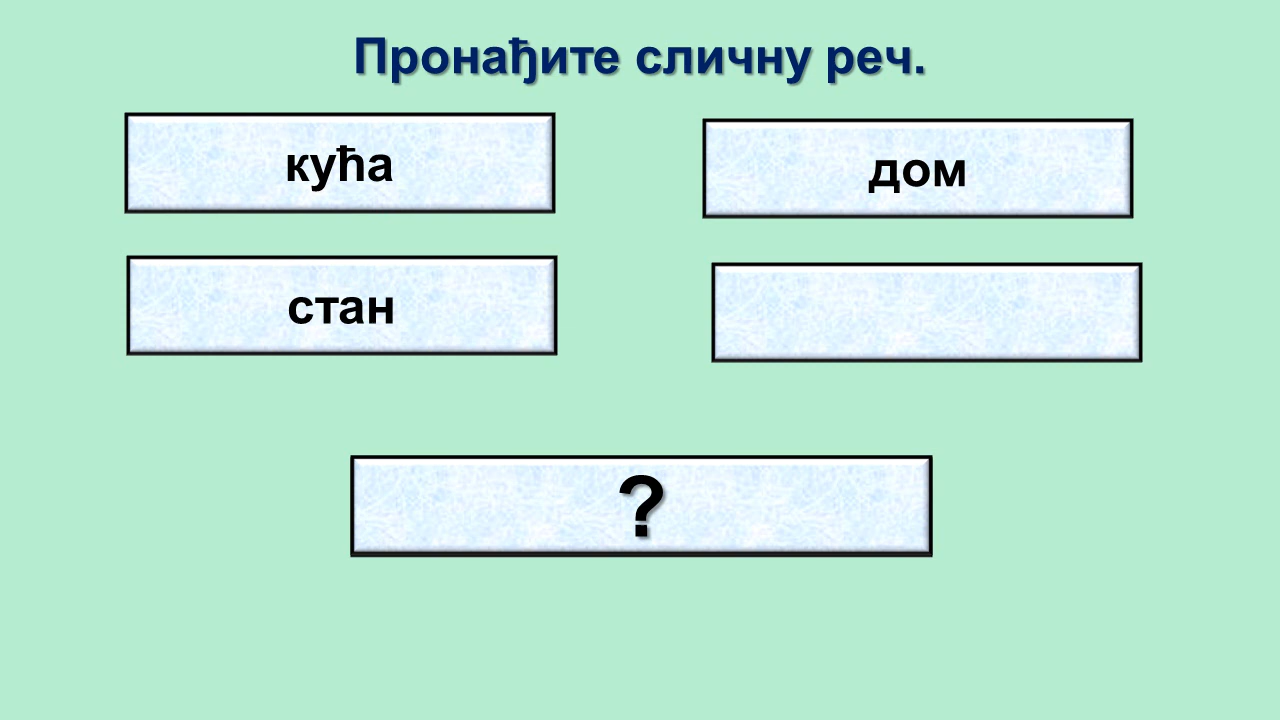 Пронађите сличну реч.
кућа
дом
стан
?